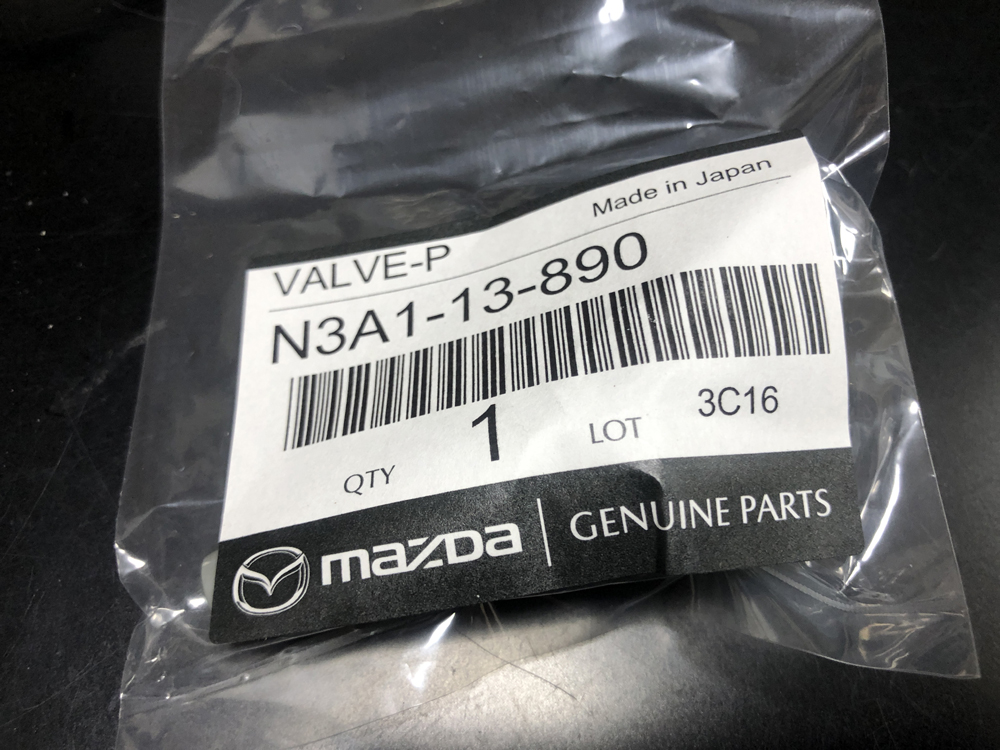 Made in Japan
VALVE-P
N3A1-13-890
QTY 1 LOT 3C16
mazda GENUINE PARTS